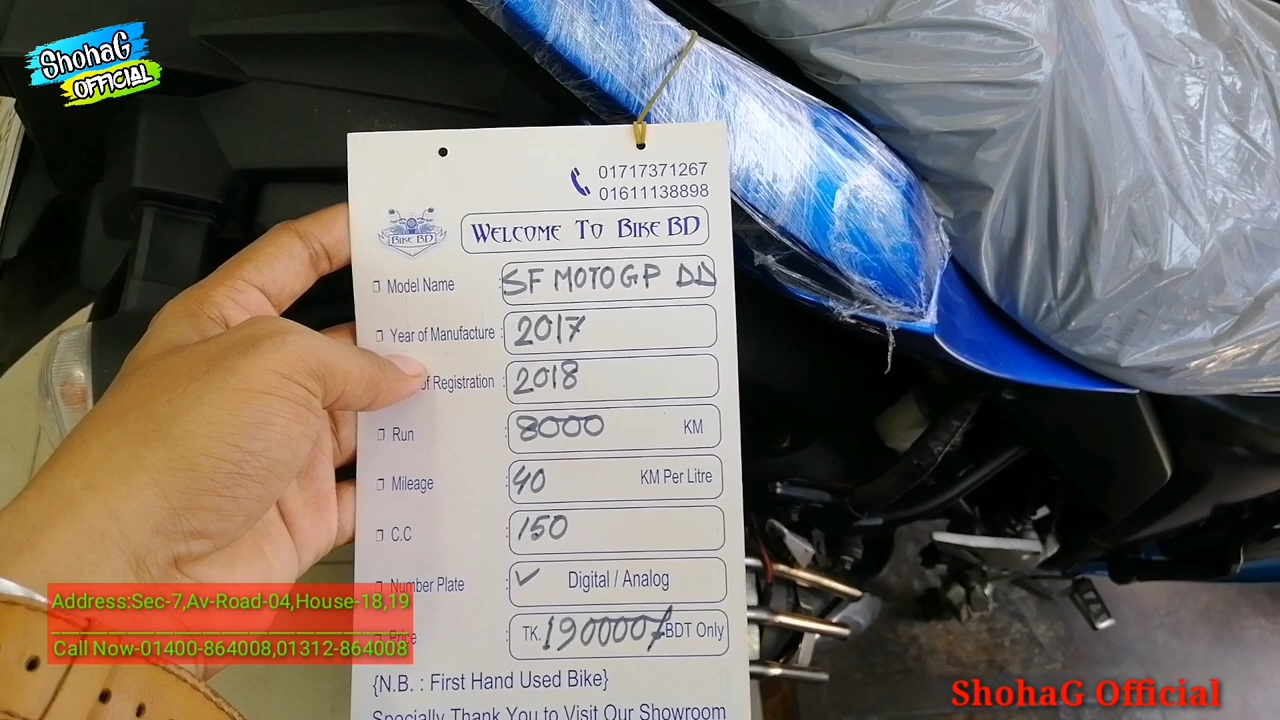 ShohaG
OFFICIAL
01717371267
01611138898
BIKE BD
WELCOME TO BIKE BD
Model Name : SF MOTOGP DD
Year of Manufacture : 2017
of Registration : 2018
Run : 8000 KM
Mileage : 40 KM Per Litre
C.C : 150
Number Plate : ✓ Digital / Analog
Price : TK. 190000/ BDT Only
{N.B. : First Hand Used Bike}
Specially Thank You to Visit Our Showroom
Address:Sec-7,Av-Road-04,House-18,19
Call Now-01400-864008,01312-864008
ShohaG Official